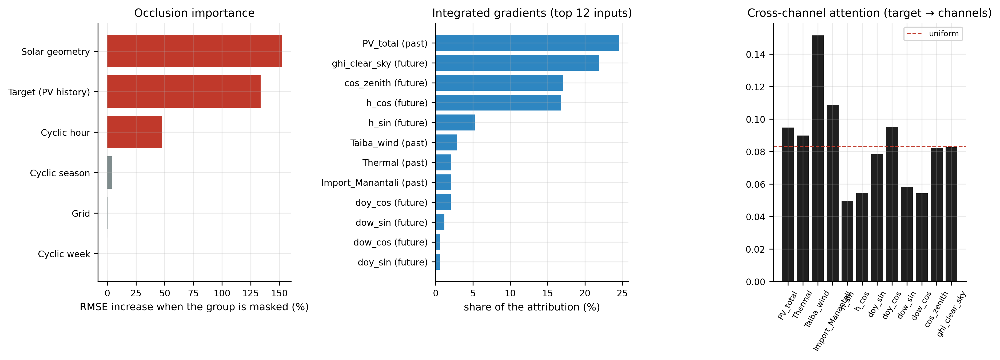 Occlusion importance
Solar geometry
Target (PV history)
Cyclic hour
Cyclic season
Grid
Cyclic week
0 25 50 75 100 125 150
RMSE increase when the group is masked (%)
Integrated gradients (top 12 inputs)
PV_total (past)
ghi_clear_sky (future)
cos_zenith (future)
h_cos (future)
h_sin (future)
Taiba_wind (past)
Thermal (past)
Import_Manantali (past)
doy_cos (future)
dow_sin (future)
dow_cos (future)
doy_sin (future)
0 5 10 15 20 25
share of the attribution (%)
Cross-channel attention (target → channels)
uniform
0.14
0.12
0.10
0.08
0.06
0.04
0.02
0.00
PV_total
Thermal
Taiba_wind
Import_Manantali
h_sin
h_cos
doy_sin
doy_cos
dow_sin
dow_cos
cos_zenith
ghi_clear_sky